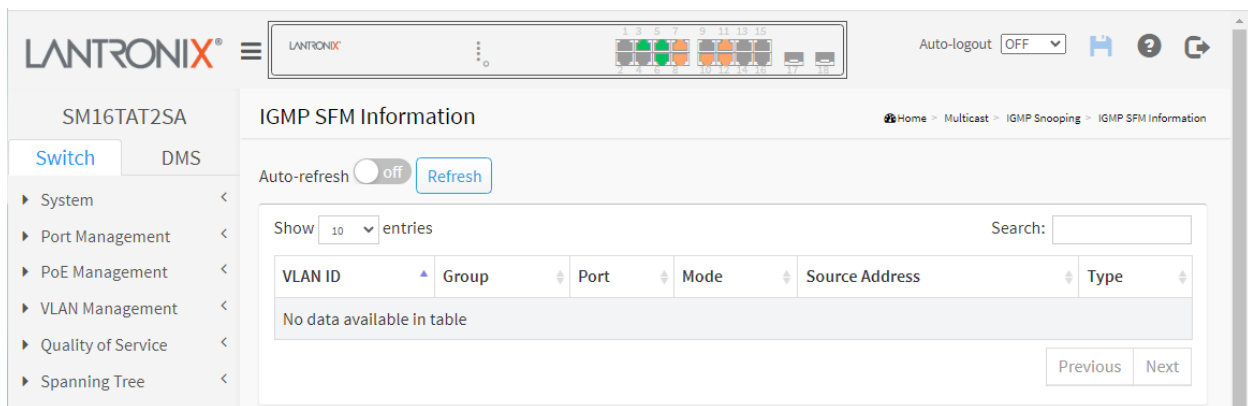 LANTRONIX®
LANTRONIX
1 3 5 7 9 11 13 15
2 4 6 8 10 12 14 16 17 18
Auto-logout OFF
SM16TAT2SA
Switch DMS
System
Port Management
PoE Management
VLAN Management
Quality of Service
Spanning Tree
IGMP SFM Information
Home > Multicast > IGMP Snooping > IGMP SFM Information
Auto-refresh off Refresh
Show 10 entries
Search:
VLAN ID Group Port Mode Source Address Type
No data available in table
Previous Next